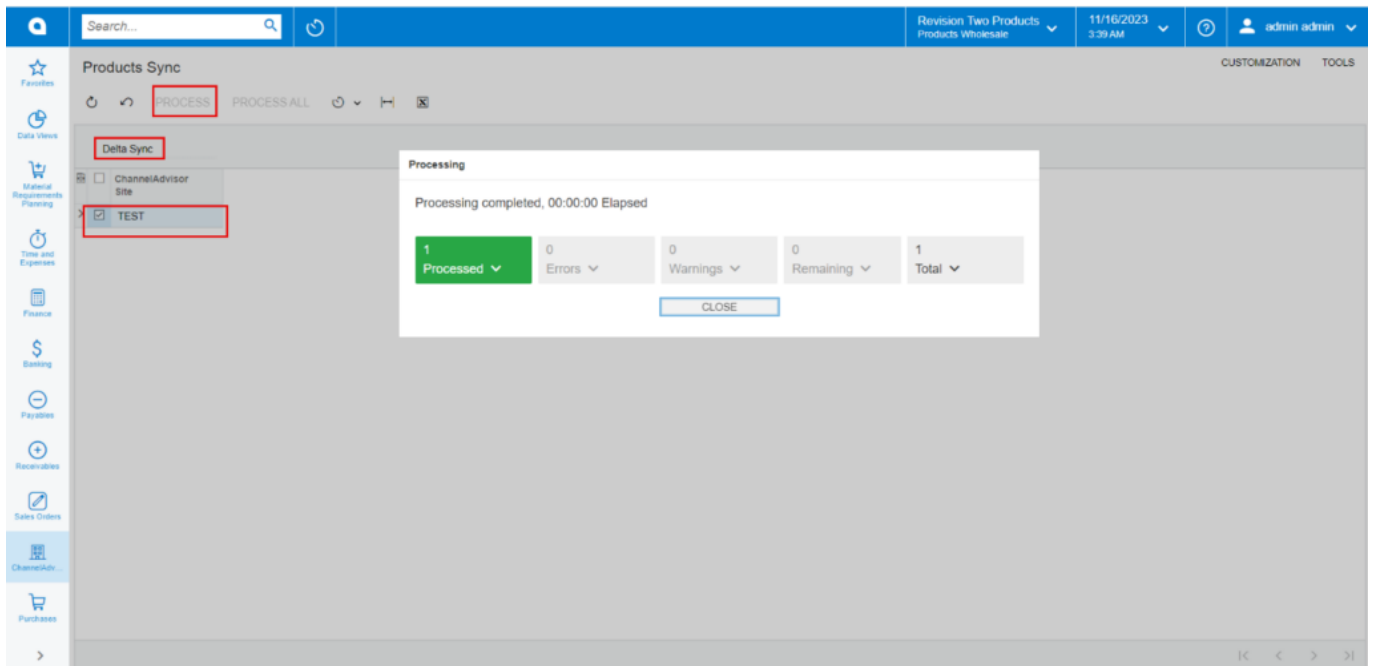 Search...
Revision Two Products
Products Wholesale
11/16/2023
3:39 AM
admin admin
Favorites
Data Views
Material
Requirements
Planning
Time and
Expenses
Finance
Banking
Payables
Receivables
Sales Orders
ChannelAdv...
Purchases
Products Sync
CUSTOMIZATION TOOLS
PROCESS PROCESS ALL
Delta Sync
ChannelAdvisor
Site
TEST
Processing
Processing completed, 00:00:00 Elapsed
1
Processed
0
Errors
0
Warnings
0
Remaining
1
Total
CLOSE